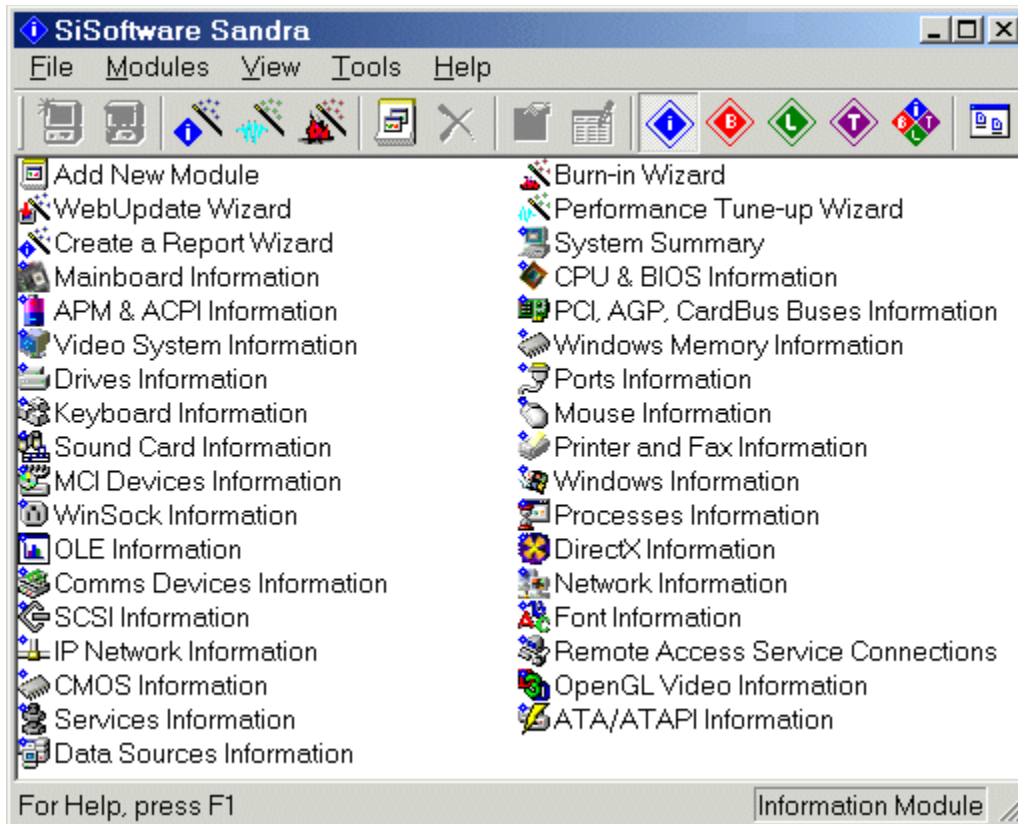 SiSoftware Sandra
File Modules View Tools Help
i B L T B i T L
Add New Module
Burn-in Wizard
WebUpdate Wizard
Performance Tune-up Wizard
Create a Report Wizard
System Summary
Mainboard Information
CPU & BIOS Information
APM & ACPI Information
PCI, AGP, CardBus Buses Information
Video System Information
Windows Memory Information
Drives Information
Ports Information
Keyboard Information
Mouse Information
Sound Card Information
Printer and Fax Information
MCI Devices Information
Windows Information
WinSock Information
Processes Information
OLE Information
DirectX Information
Comms Devices Information
Network Information
SCSI Information
Font Information
IP Network Information
Remote Access Service Connections
CMOS Information
OpenGL Video Information
Services Information
ATA/ATAPI Information
Data Sources Information
For Help, press F1
Information Module